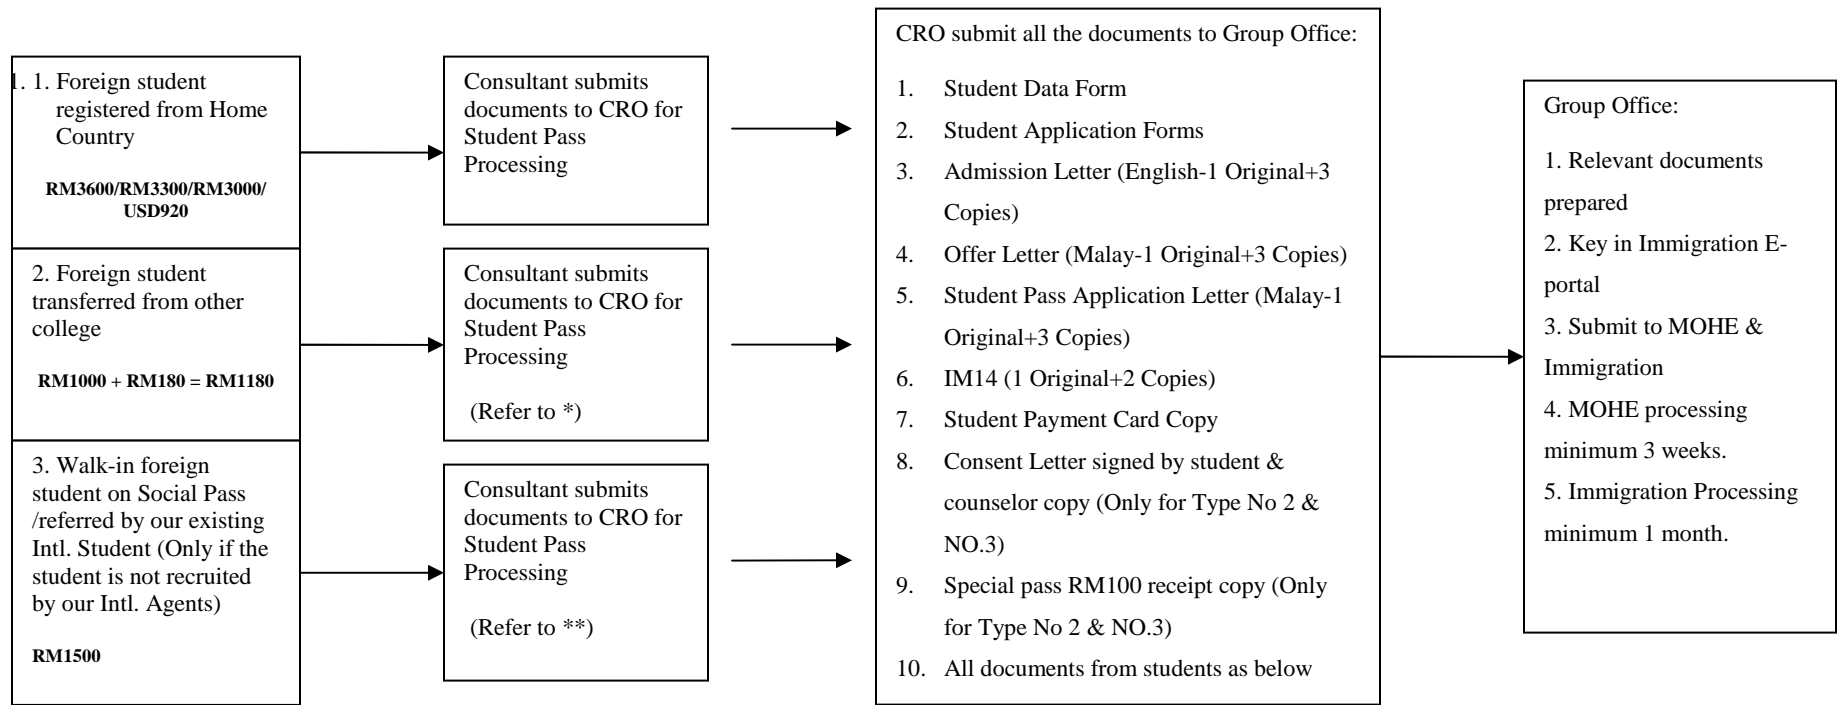 1. 1. Foreign student
registered from Home
Country
RM3600/RM3300/RM3000/
USD920
2. Foreign student
transferred from other
college
RM1000 + RM180 = RM1180
3. Walk-in foreign
student on Social Pass
/referred by our existing
Intl. Student (Only if the
student is not recruited
by our Intl. Agents)
RM1500
Consultant submits
documents to CRO for
Student Pass
Processing
Consultant submits
documents to CRO for
Student Pass
Processing
(Refer to *)
Consultant submits
documents to CRO for
Student Pass
Processing
(Refer to **)
CRO submit all the documents to Group Office:
1. Student Data Form
2. Student Application Forms
3. Admission Letter (English-1 Original+3
Copies)
4. Offer Letter (Malay-1 Original+3 Copies)
5. Student Pass Application Letter (Malay-1
Original+3 Copies)
6. IM14 (1 Original+2 Copies)
7. Student Payment Card Copy
8. Consent Letter signed by student &
counselor copy (Only for Type No 2 &
NO.3)
9. Special pass RM100 receipt copy (Only
for Type No 2 & NO.3)
10. All documents from students as below
Group Office:
1. Relevant documents
prepared
2. Key in Immigration E-
portal
3. Submit to MOHE &
Immigration
4. MOHE processing
minimum 3 weeks.
5. Immigration Processing
minimum 1 month.